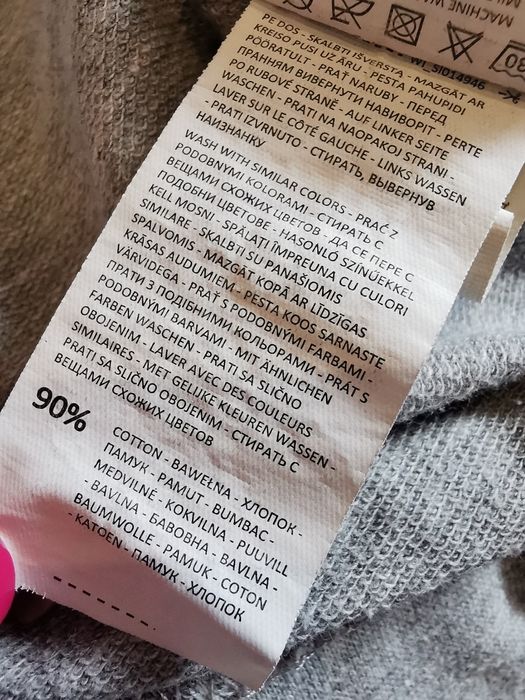 MACHINE WAS
WI_SI014946
PE DOS - SKALBTI IŠVERSTĄ - MAZGĀT AR
KREISO PUSI UZ ĀRU - PESTA PAHUPIDI
PÖÖRATULT - PRAŤ NARUBY - ПЕРЕД
ПРАННЯМ ВИВЕРНУТИ НАВИВОРІТ - PERTE
PO RUBOVÉ STRANĚ - AUF LINKER SEITE
WASCHEN - PRATI NA NAOPAKOJ STRANI -
LAVER SUR LE CÔTÉ GAUCHE - LINKS WASSEN
- PRATI IZVRNUTO - СТИРАТЬ, ВЫВЕРНУВ
НАИЗНАНКУ
WASH WITH SIMILAR COLORS - PRAĆ Z
PODOBNYMI KOLORAMI - СТИРАТЬ С
ВЕЩАМИ СХОЖИХ ЦВЕТОВ - ДА СЕ ПЕРЕ С
ПОДОБНИ ЦВЕТОВЕ - HASONLÓ SZÍNŰEKKEL
KELL MOSNI - SPĂLAȚI ÎMPREUNA CU CULORI
SIMILARE - SKALBTI SU PANAŠIOMIS
SPALVOMIS - MAZGĀT KOPĀ AR LĪDZĪGAS
KRĀSAS AUDUMIEM - PESTA KOOS SARNASTE
VÄRVIDEGA - PRAŤ S PODOBNÝMI FARBAMI -
ПРАТИ З ПОДІБНИМИ КОЛЬОРАМИ - PRÁT S
PODOBNÝMI BARVAMI - MIT ÄHNLICHEN
FARBEN WASCHEN - PRATI SA SLIČNO
OBOJENIM - LAVER AVEC DES COULEURS
SIMILAIRES - MET GELIJKE KLEUREN WASSEN -
PRATI SA SLIČNO OBOJENIM - СТИРАТЬ С
ВЕЩАМИ СХОЖИХ ЦВЕТОВ
90%
COTTON - BAWEŁNA - ХЛОПОК -
ПАМУК - PAMUT - BUMBAC -
MEDVILNĖ - KOKVILNA - PUUVILL
- BAVLNA - БАВОВНА - BAVLNA -
BAUMWOLLE - PAMUK - COTON
- KATOEN - ПАМУК - ХЛОПОК